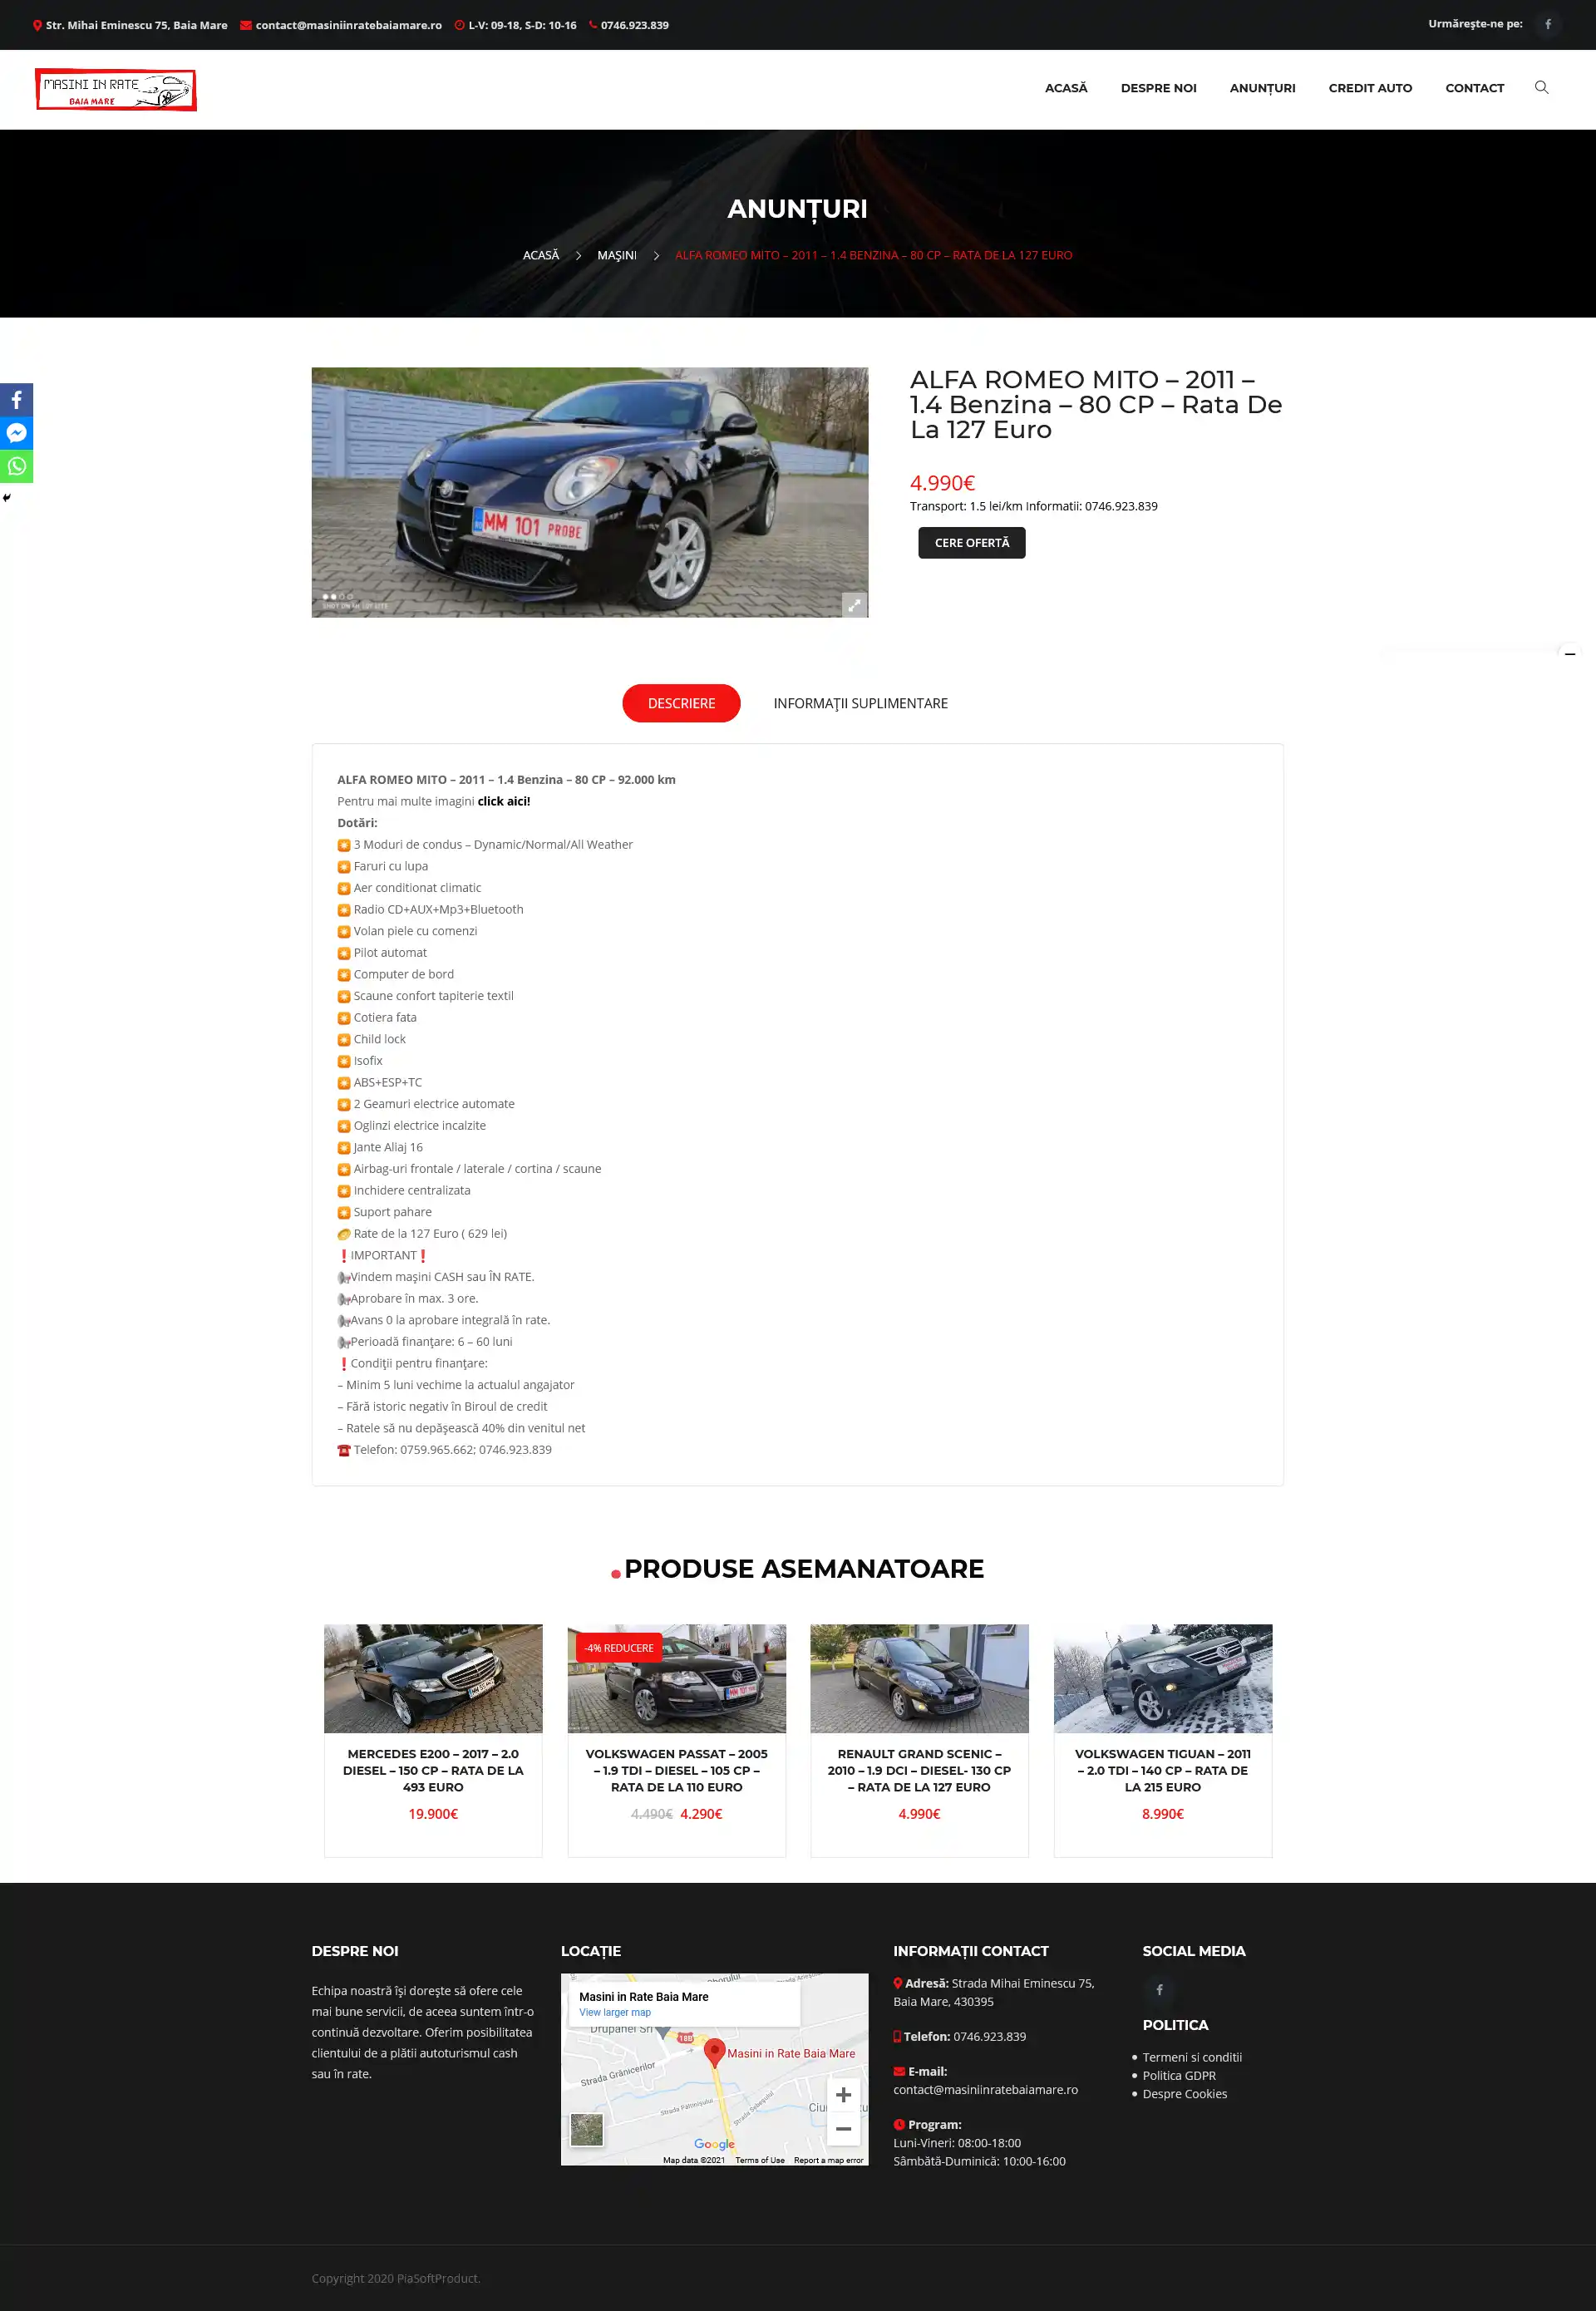 Str. Mihai Eminescu 75, Baia Mare contact@masiniinratebaiamare.ro L-V: 09-18, S-D: 10-16 0746.923.839
Urmărește-ne pe:
MASINI IN RATE
BAIA MARE
ACASĂ DESPRE NOI ANUNȚURI CREDIT AUTO CONTACT
ANUNȚURI
ACASĂ MAȘINI ALFA ROMEO MITO – 2011 – 1.4 BENZINA – 80 CP – RATA DE LA 127 EURO
MM 101 PROBE
ALFA ROMEO MITO – 2011 –
1.4 Benzina – 80 CP – Rata De
La 127 Euro
4.990€
Transport: 1.5 lei/km Informatii: 0746.923.839
CERE OFERTĂ
DESCRIERE INFORMAȚII SUPLIMENTARE
ALFA ROMEO MITO – 2011 – 1.4 Benzina – 80 CP – 92.000 km
Pentru mai multe imagini click aici!
Dotări:
3 Moduri de condus – Dynamic/Normal/All Weather
Faruri cu lupa
Aer conditionat climatic
Radio CD+AUX+Mp3+Bluetooth
Volan piele cu comenzi
Pilot automat
Computer de bord
Scaune confort tapiterie textil
Cotiera fata
Child lock
Isofix
ABS+ESP+TC
2 Geamuri electrice automate
Oglinzi electrice incalzite
Jante Aliaj 16
Airbag-uri frontale / laterale / cortina / scaune
Inchidere centralizata
Suport pahare
Rate de la 127 Euro ( 629 lei)
❗IMPORTANT❗
Vindem mașini CASH sau ÎN RATE.
Aprobare în max. 3 ore.
Avans 0 la aprobare integrală în rate.
Perioadă finanțare: 6 – 60 luni
❗Condiții pentru finanțare:
– Minim 5 luni vechime la actualul angajator
– Fără istoric negativ în Biroul de credit
– Ratele să nu depășească 40% din venitul net
Telefon: 0759.965.662; 0746.923.839
PRODUSE ASEMANATOARE
-4% REDUCERE
MERCEDES E200 – 2017 – 2.0
DIESEL – 150 CP – RATA DE LA
493 EURO
19.900€
VOLKSWAGEN PASSAT – 2005
– 1.9 TDI – DIESEL – 105 CP –
RATA DE LA 110 EURO
4.490€ 4.290€
RENAULT GRAND SCENIC –
2010 – 1.9 DCI – DIESEL- 130 CP
– RATA DE LA 127 EURO
4.990€
VOLKSWAGEN TIGUAN – 2011
– 2.0 TDI – 140 CP – RATA DE
LA 215 EURO
8.990€
DESPRE NOI
Echipa noastră își dorește să ofere cele
mai bune servicii, de aceea suntem într-o
continuă dezvoltare. Oferim posibilitatea
clientului de a plătii autoturismul cash
sau în rate.
LOCAȚIE
Masini in Rate Baia Mare
View larger map
Drupanel Srl
18B
Masini in Rate Baia Mare
Strada Grănicerilor
Google
Map data ©2021 Terms of Use Report a map error
INFORMAȚII CONTACT
Adresă: Strada Mihai Eminescu 75,
Baia Mare, 430395
Telefon: 0746.923.839
E-mail:
contact@masiniinratebaiamare.ro
Program:
Luni-Vineri: 08:00-18:00
Sâmbătă-Duminică: 10:00-16:00
SOCIAL MEDIA
POLITICA
Termeni si conditii
Politica GDPR
Despre Cookies
Copyright 2020 PiaSoftProduct.